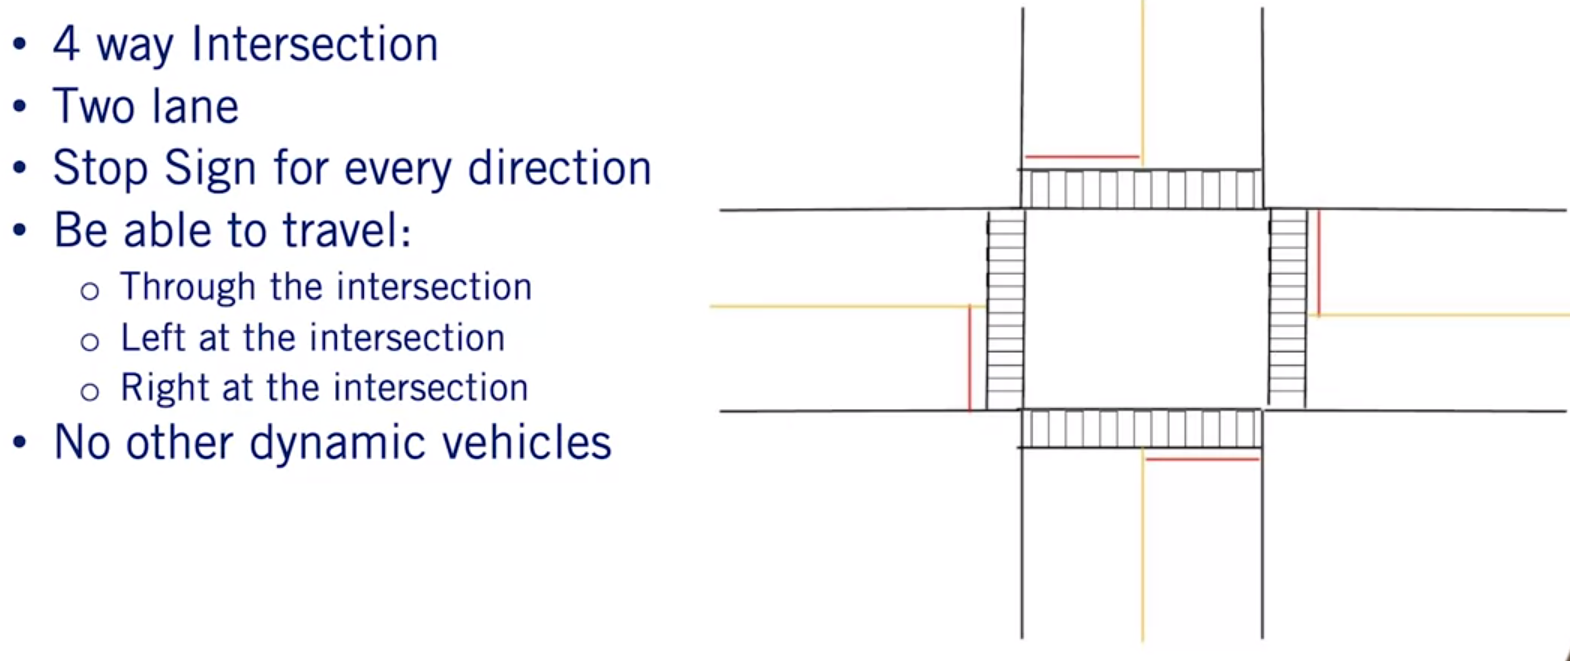 • 4 way Intersection
• Two lane
• Stop Sign for every direction
• Be able to travel:
o Through the intersection
o Left at the intersection
o Right at the intersection
• No other dynamic vehicles